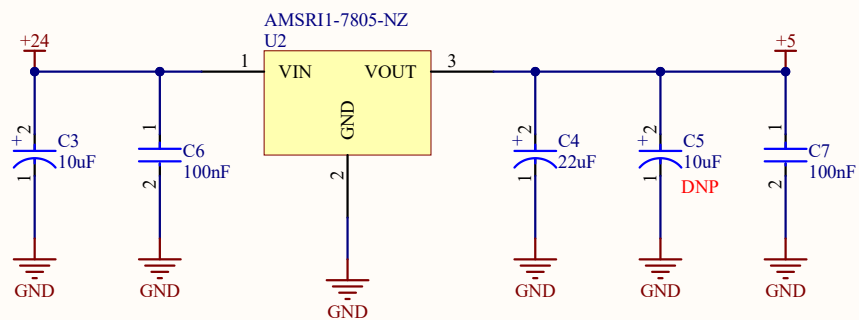 AMSRI1-7805-NZ
U2
+24
+5
1
VIN
VOUT
3
GND
2
2
+
1
C3
10uF
1
2
C6
100nF
2
+
1
C4
22uF
2
+
1
C5
10uF
DNP
1
2
C7
100nF
GND
GND
GND
GND
GND
GND